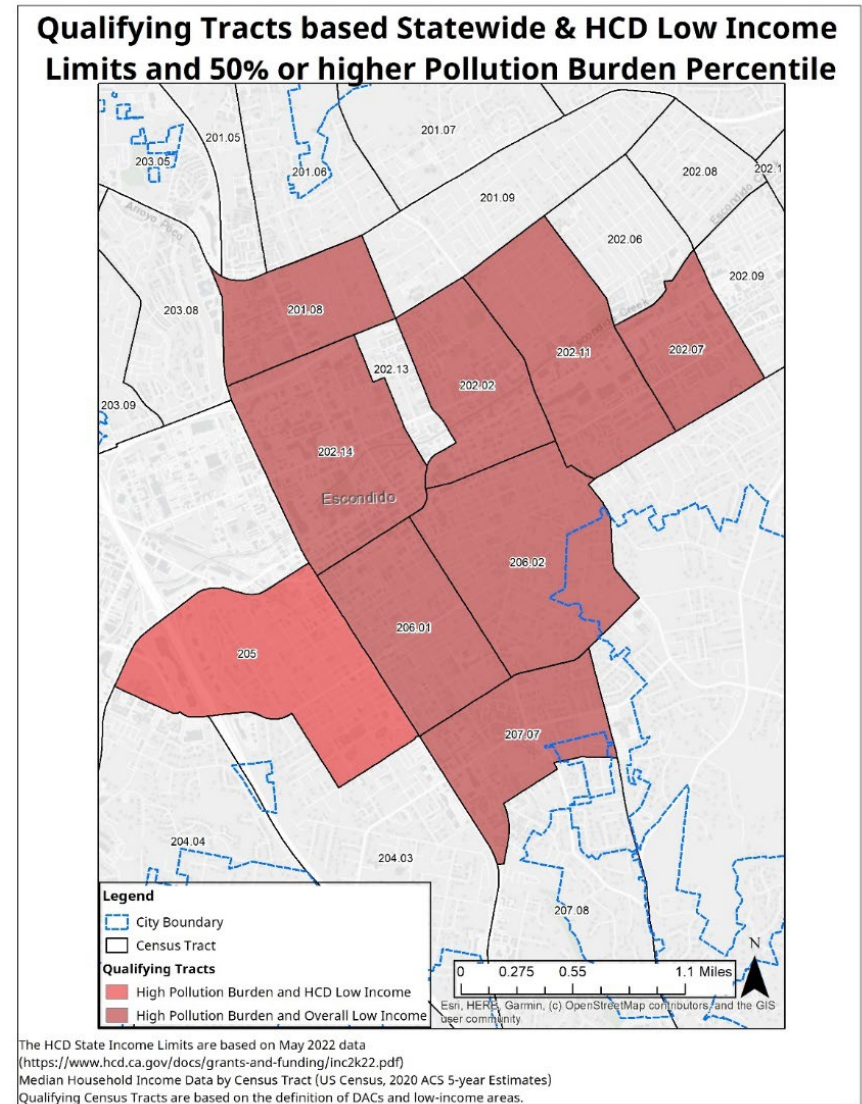 Qualifying Tracts based Statewide & HCD Low Income
Limits and 50% or higher Pollution Burden Percentile
201.05
201.07
203.05
201.06
202.08
202.1
201.09
Arroyo
Escondido
202.06
202.09
203.08
201.08
Creek
202.13
202.11
202.07
202.02
203.09
202.14
Escondido
206.02
206.01
205
207.07
204.04
204.03
207.08
Legend
City Boundary
Census Tract
Qualifying Tracts
High Pollution Burden and HCD Low Income
High Pollution Burden and Overall Low Income
N
0 0.275 0.55 1.1 Miles
Esri, HERE, Garmin, (c) OpenStreetMap contributors, and the GIS
user community
The HCD State Income Limits are based on May 2022 data
(https://www.hcd.ca.gov/docs/grants-and-funding/inc2k22.pdf)
Median Household Income Data by Census Tract (US Census, 2020 ACS 5-year Estimates)
Qualifying Census Tracts are based on the definition of DACs and low-income areas.